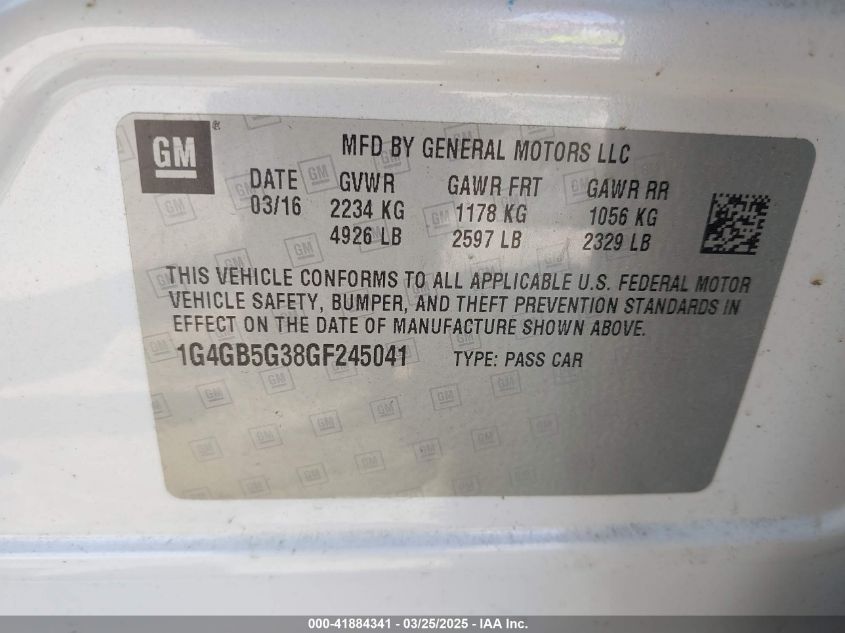 GM®
MFD BY GENERAL MOTORS LLC
DATE GVWR GAWR FRT GAWR RR
03/16 2234 KG 1178 KG 1056 KG
4926 LB 2597 LB 2329 LB
THIS VEHICLE CONFORMS TO ALL APPLICABLE U.S. FEDERAL MOTOR
VEHICLE SAFETY, BUMPER, AND THEFT PREVENTION STANDARDS IN
EFFECT ON THE DATE OF MANUFACTURE SHOWN ABOVE.
1G4GB5G38GF245041 TYPE: PASS CAR
000-41884341 - 03/25/2025 - IAA Inc.